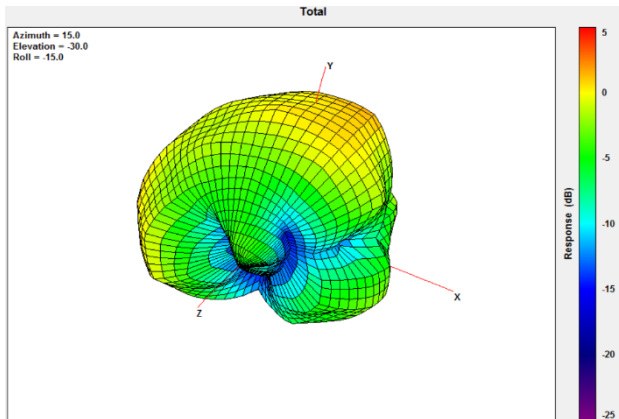 Total
Azimuth = 15.0
Elevation = -30.0
Roll = -15.0
Y
X
Z
5
0
-5
-10
-15
-20
-25
Response (dB)